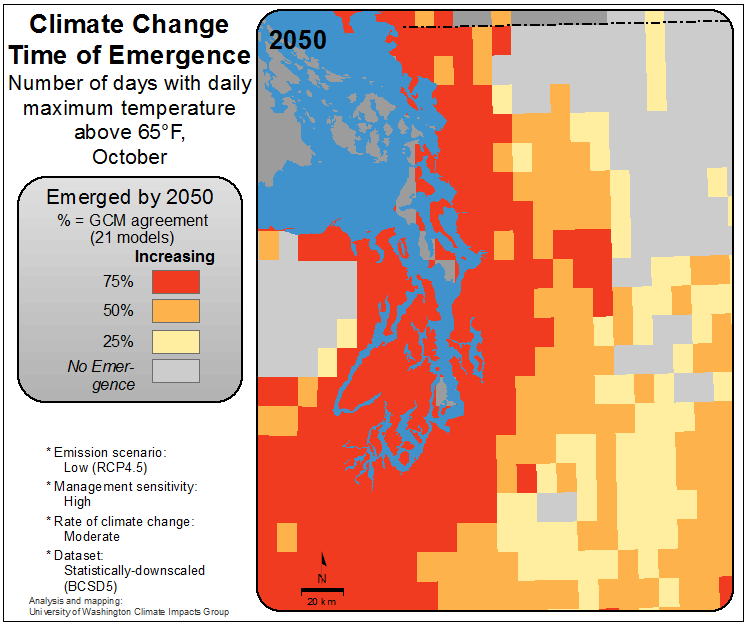 Climate Change
Time of Emergence
Number of days with daily
maximum temperature
above 65°F,
October
Emerged by 2050
% = GCM agreement
(21 models)
Increasing
75%
50%
25%
No Emer-
gence
* Emission scenario:
Low (RCP4.5)
* Management sensitivity:
High
* Rate of climate change:
Moderate
* Dataset:
Statistically-downscaled
(BCSD5)
Analysis and mapping:
University of Washington Climate Impacts Group
2050
N
20 km